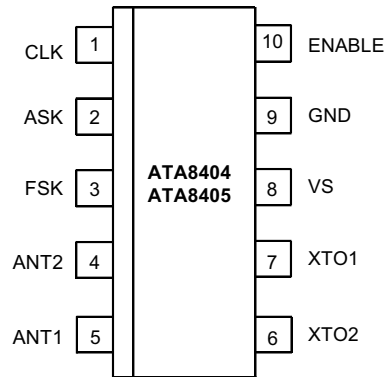 CLK 1 10 ENABLE
ASK 2 9 GND
ATA8404
ATA8405
FSK 3 8 VS
ANT2 4 7 XTO1
ANT1 5 6 XTO2